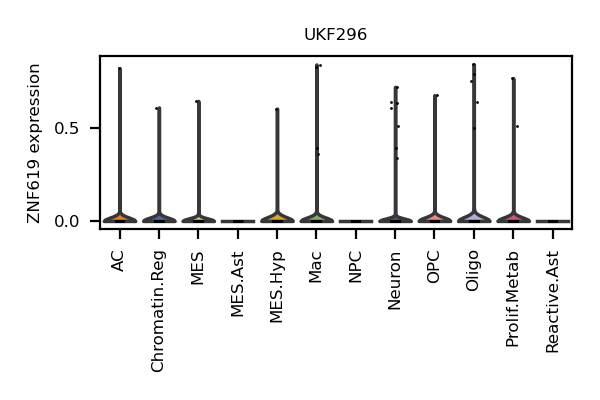 UKF296
ZNF619 expression
0.5
0.0
AC
Chromatin.Reg
MES
MES.Ast
MES.Hyp
Mac
NPC
Neuron
OPC
Oligo
Prolif.Metab
Reactive.Ast